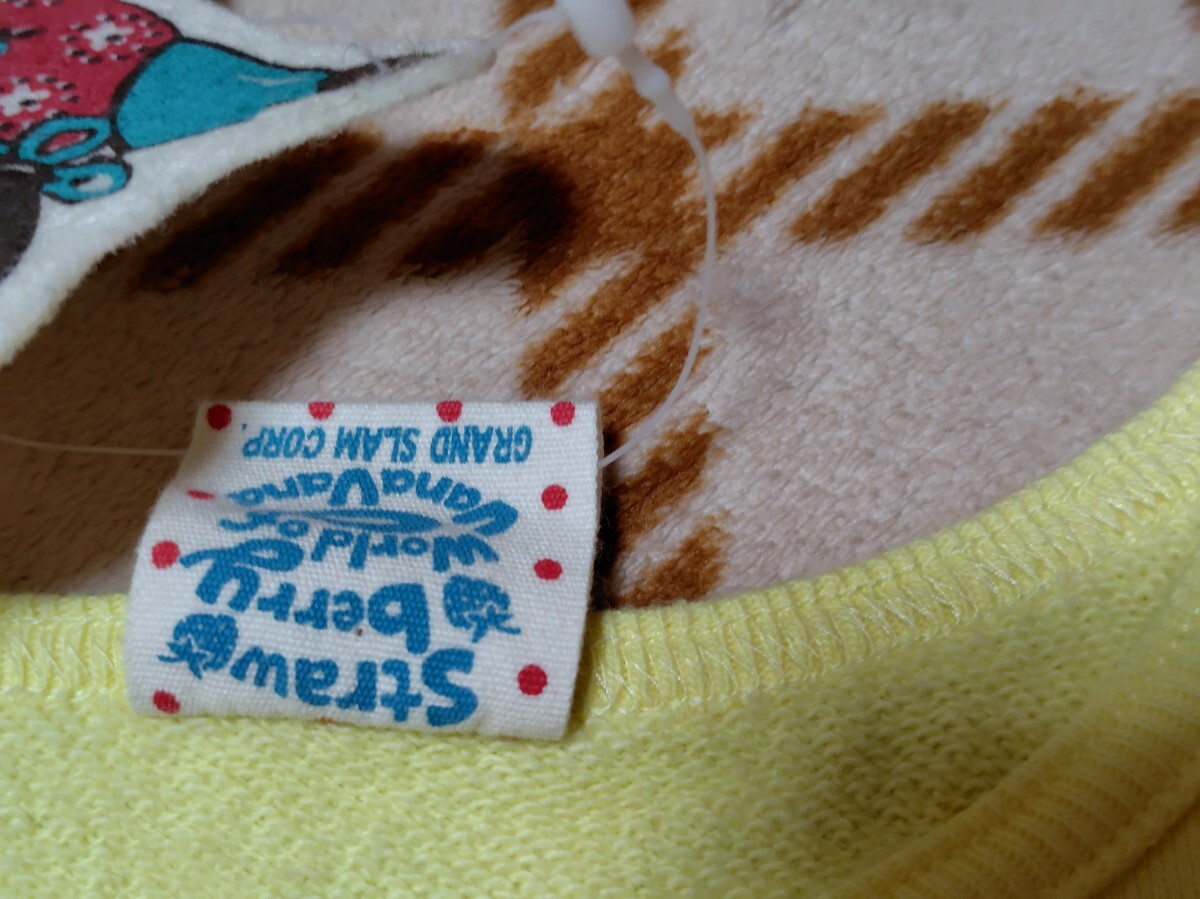 Straw
berry
World of
VanaVana
GRAND SLAM CORP.